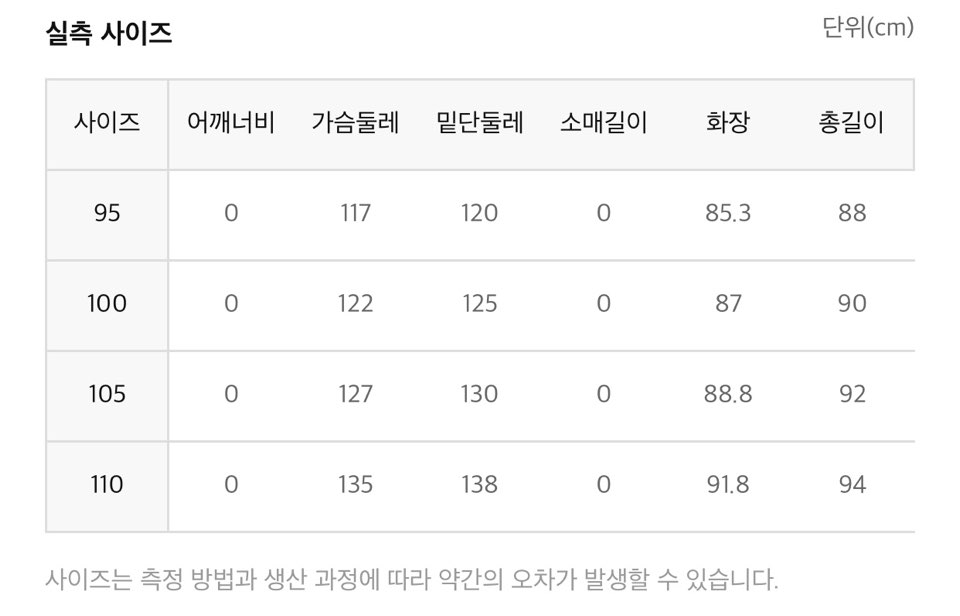 실측 사이즈 단위(cm)
사이즈 어깨너비 가슴둘레 밑단둘레 소매길이 화장 총길이
95 0 117 120 0 85.3 88
100 0 122 125 0 87 90
105 0 127 130 0 88.8 92
110 0 135 138 0 91.8 94
사이즈는 측정 방법과 생산 과정에 따라 약간의 오차가 발생할 수 있습니다.